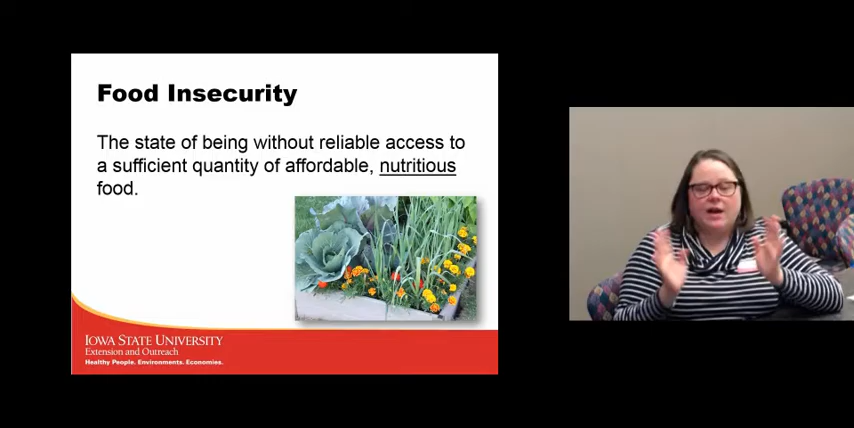 Food Insecurity
The state of being without reliable access to
a sufficient quantity of affordable, nutritious
food.
IOWA STATE UNIVERSITY
Extension and Outreach
Healthy People. Environments. Economies.